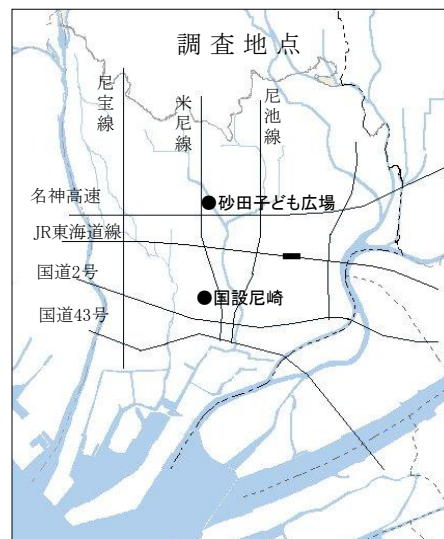 調査地点
尼宝線
米尼線
尼池線
名神高速
砂田子ども広場
JR東海道線
国道2号
国設尼崎
国道43号